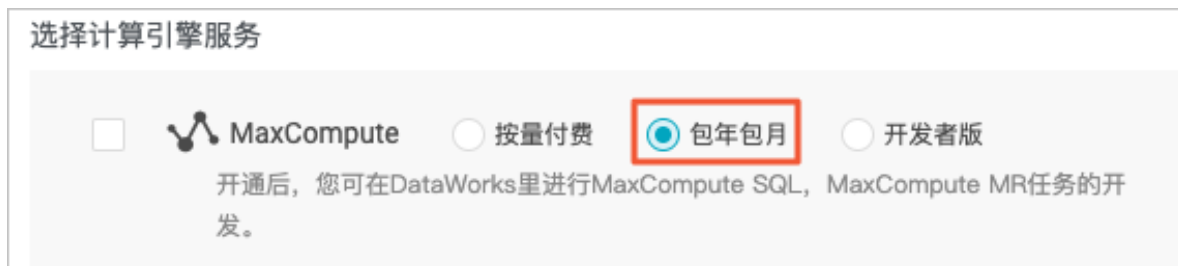 选择计算引擎服务
MaxCompute 按量付费 包年包月 开发者版
开通后，您可在DataWorks里进行MaxCompute SQL，MaxCompute MR任务的开
发。